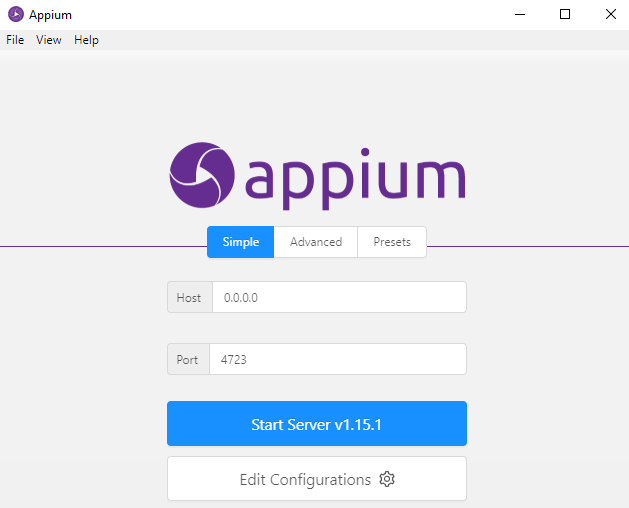 Appium
File View Help
appium
Simple Advanced Presets
Host 0.0.0.0
Port 4723
Start Server v1.15.1
Edit Configurations